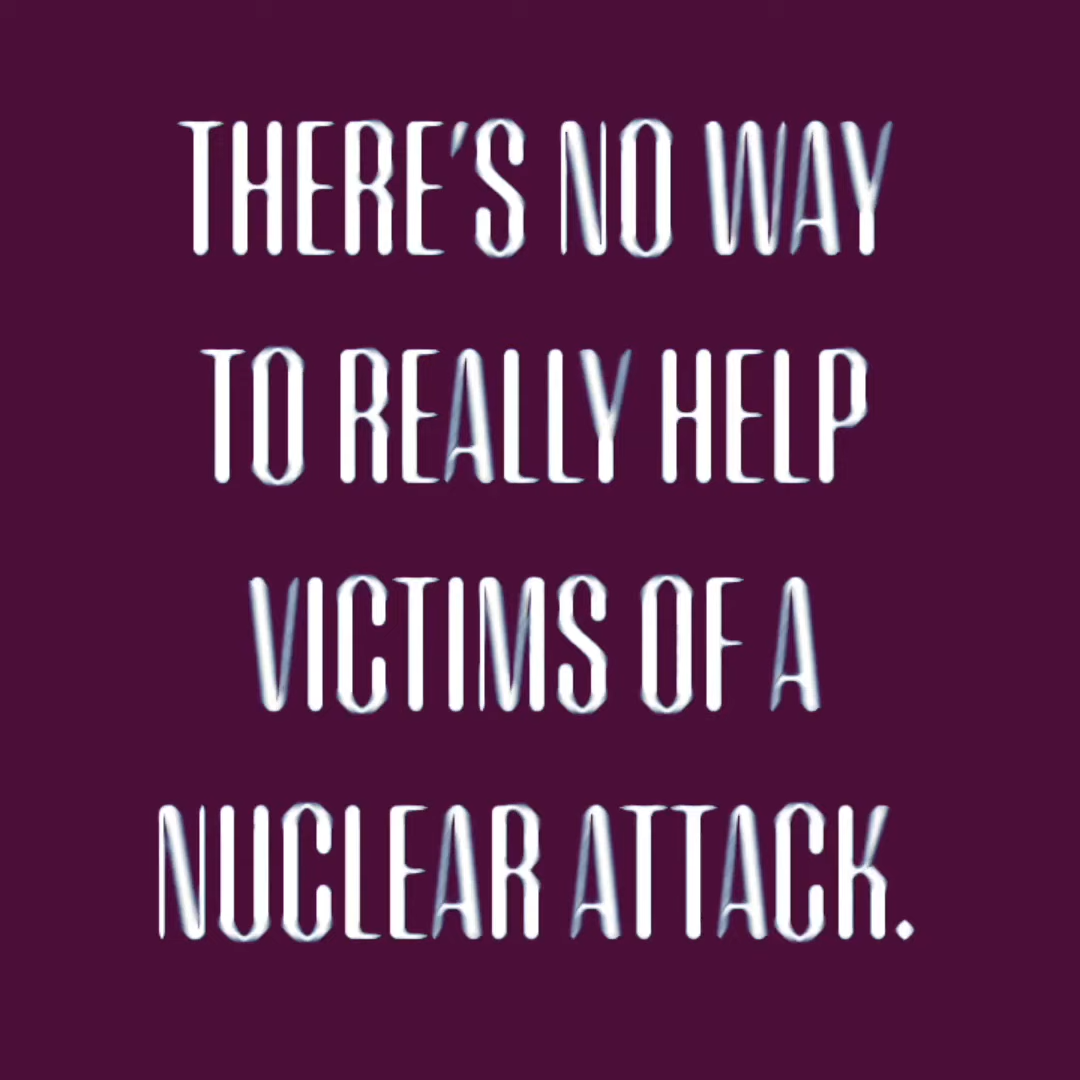 THERE'S NO WAY
TO REALLY HELP
VICTIMS OF A
NUCLEAR ATTACK.